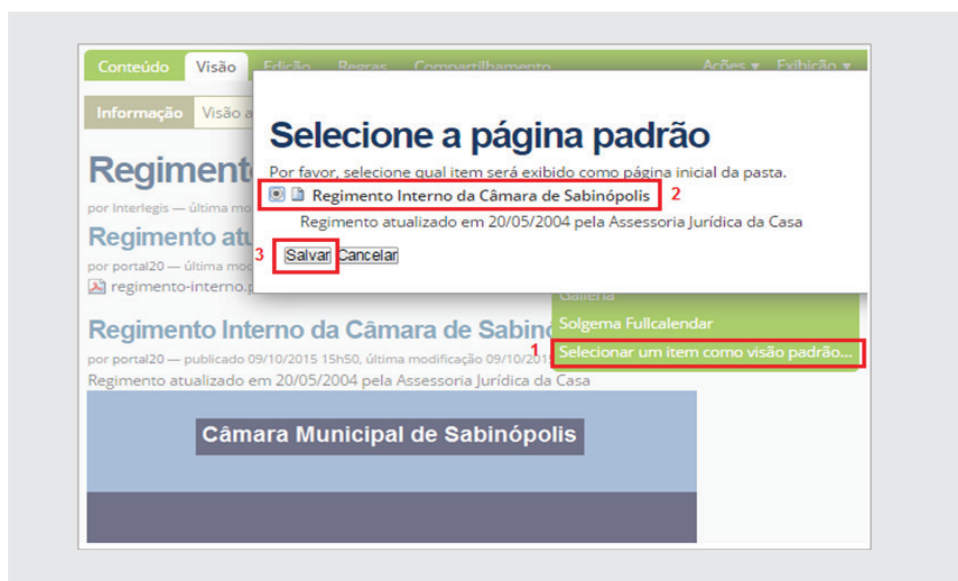 Conteúdo Visão Edição Regras Compartilhamento Ações ▾ Exibição ▾
Informação Visão a
Selecione a página padrão
Por favor, selecione qual item será exibido como página inicial da pasta.
Regimento Interno da Câmara de Sabinópolis 2
Regimento atualizado em 20/05/2004 pela Assessoria Jurídica da Casa
3 Salvar Cancelar
Regiment
por Interlegis — última mo
Regimento atu
por portal20 — última mod
regimento-interno.p
Galleria
Solgema Fullcalendar
1 Selecionar um item como visão padrão...
Regimento Interno da Câmara de Sabinó
por portal20 — publicado 09/10/2015 15h50, última modificação 09/10/201
Regimento atualizado em 20/05/2004 pela Assessoria Jurídica da Casa
Câmara Municipal de Sabinópolis